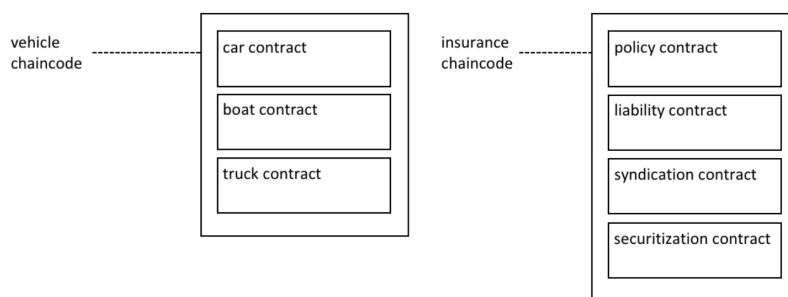 vehicle
chaincode
car contract
boat contract
truck contract
insurance
chaincode
policy contract
liability contract
syndication contract
securitization contract